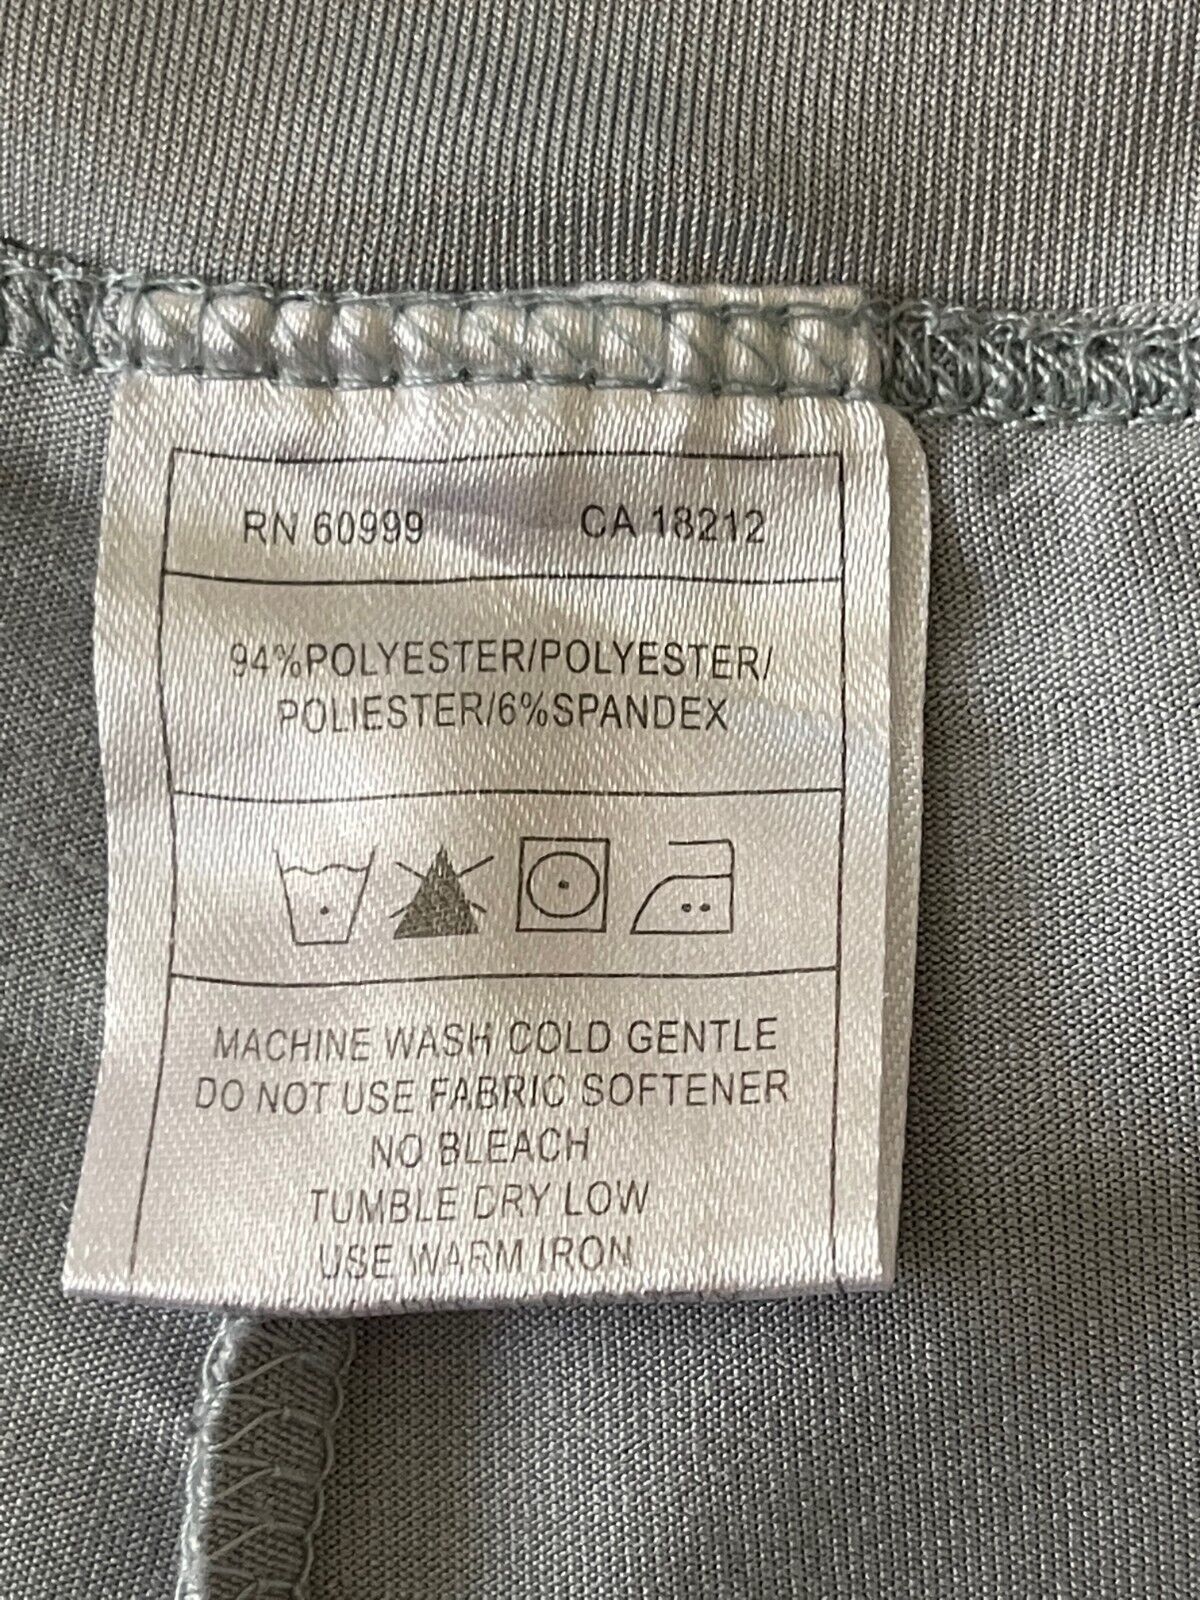 RN 60999 CA 18212
94%POLYESTER/POLYESTER/
POLIESTER/6%SPANDEX
MACHINE WASH COLD GENTLE
DO NOT USE FABRIC SOFTENER
NO BLEACH
TUMBLE DRY LOW
USE WARM IRON